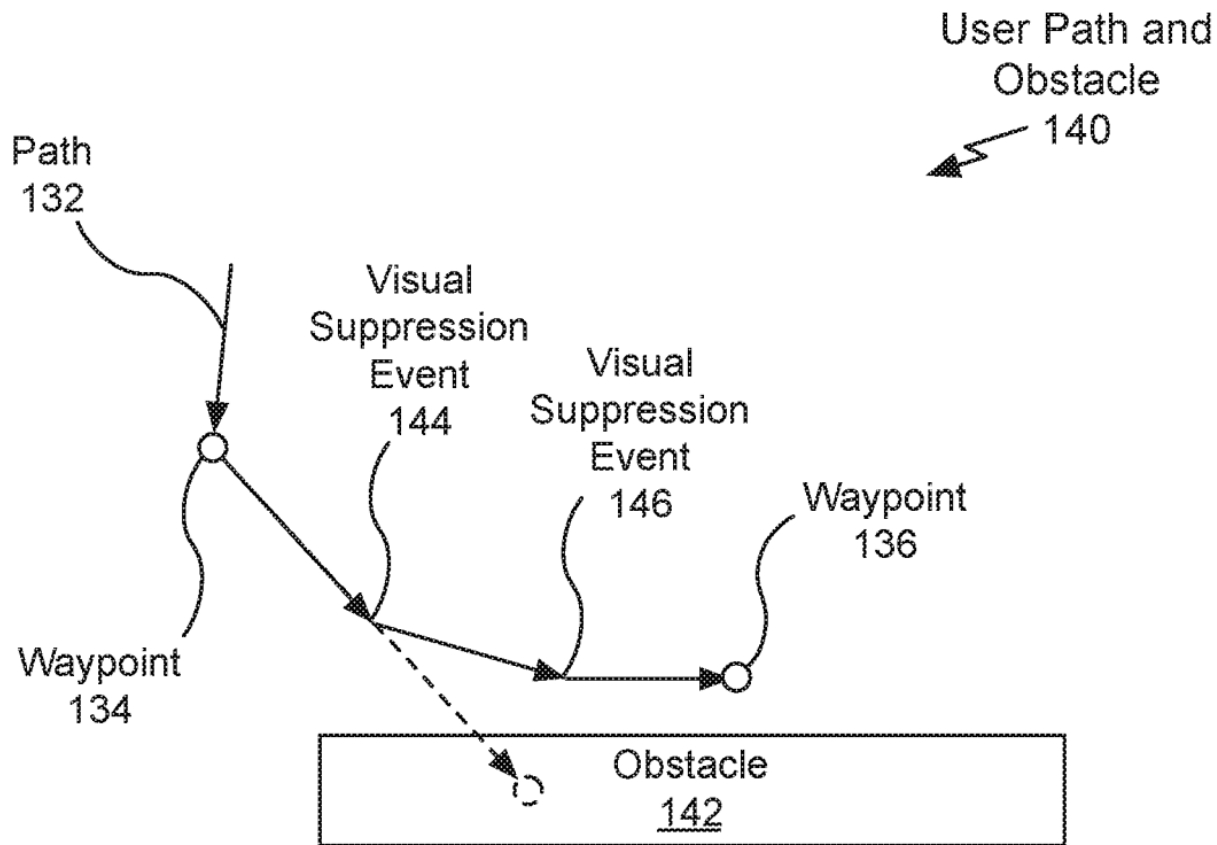 User Path and
Obstacle
140
Path
132
Visual
Suppression
Event
144
Visual
Suppression
Event
146
Waypoint
136
Waypoint
134
Obstacle
142